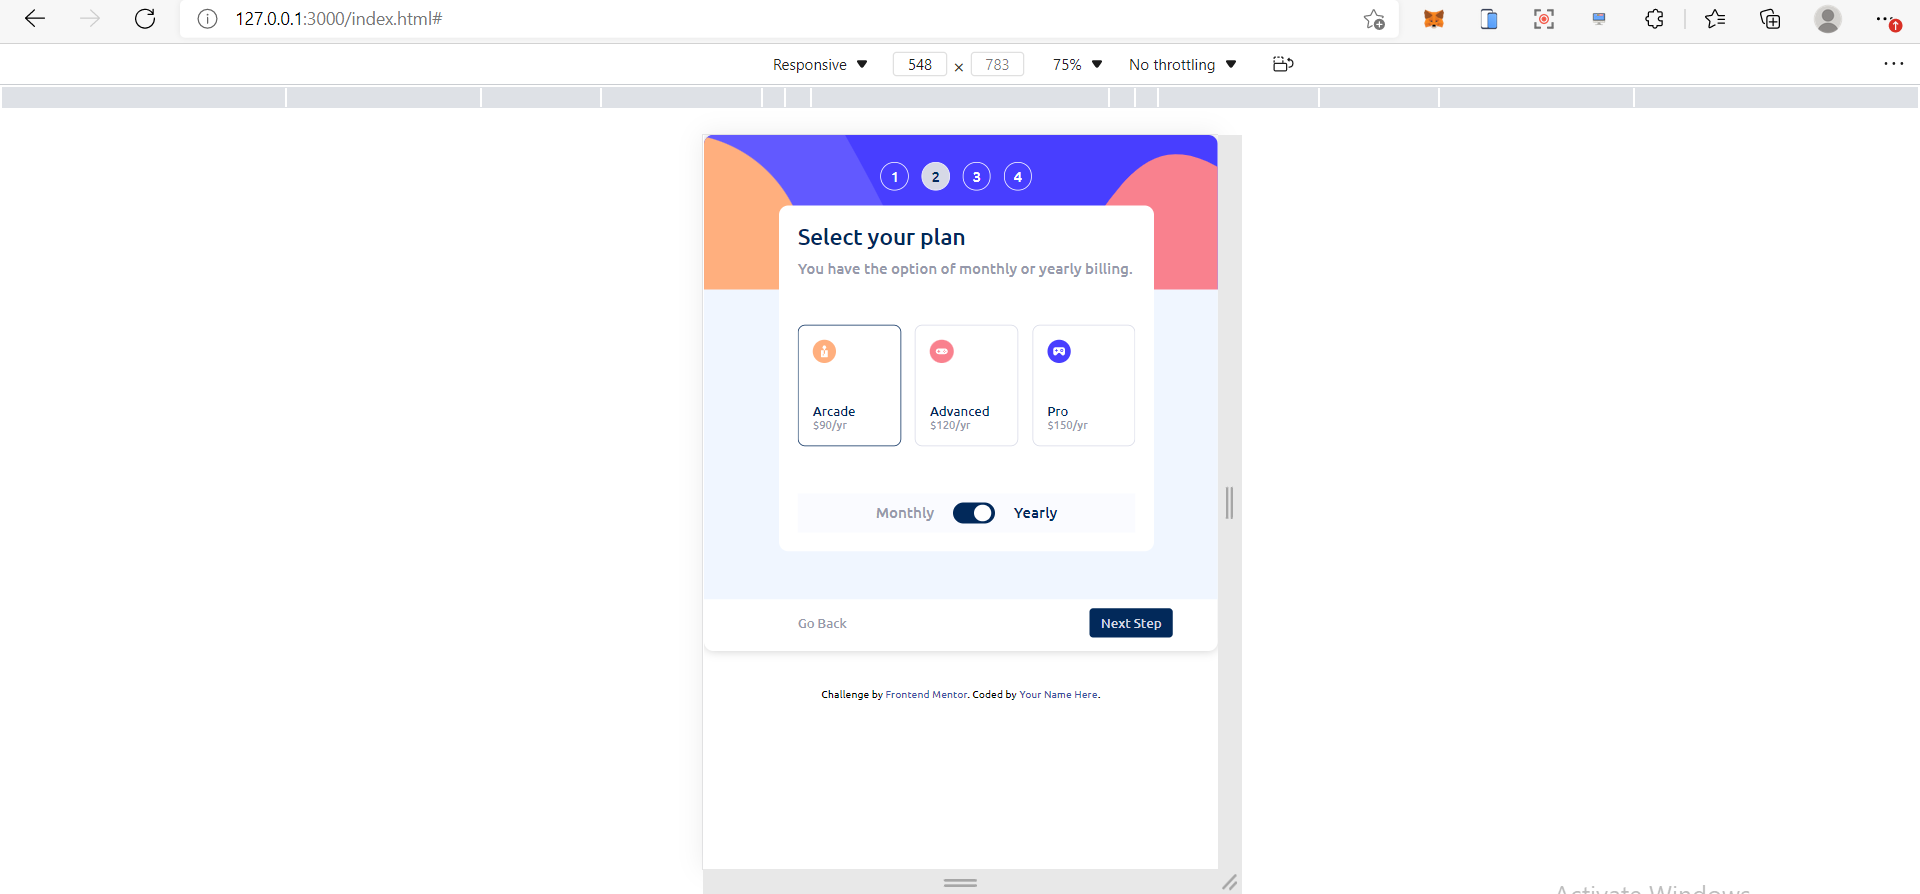 127.0.0.1:3000/index.html#
Responsive 548 × 783 75% No throttling
1 2 3 4
Select your plan
You have the option of monthly or yearly billing.
Arcade Advanced Pro
$90/yr $120/yr $150/yr
Monthly Yearly
Go Back Next Step
Challenge by Frontend Mentor. Coded by Your Name Here.
Activate Windows